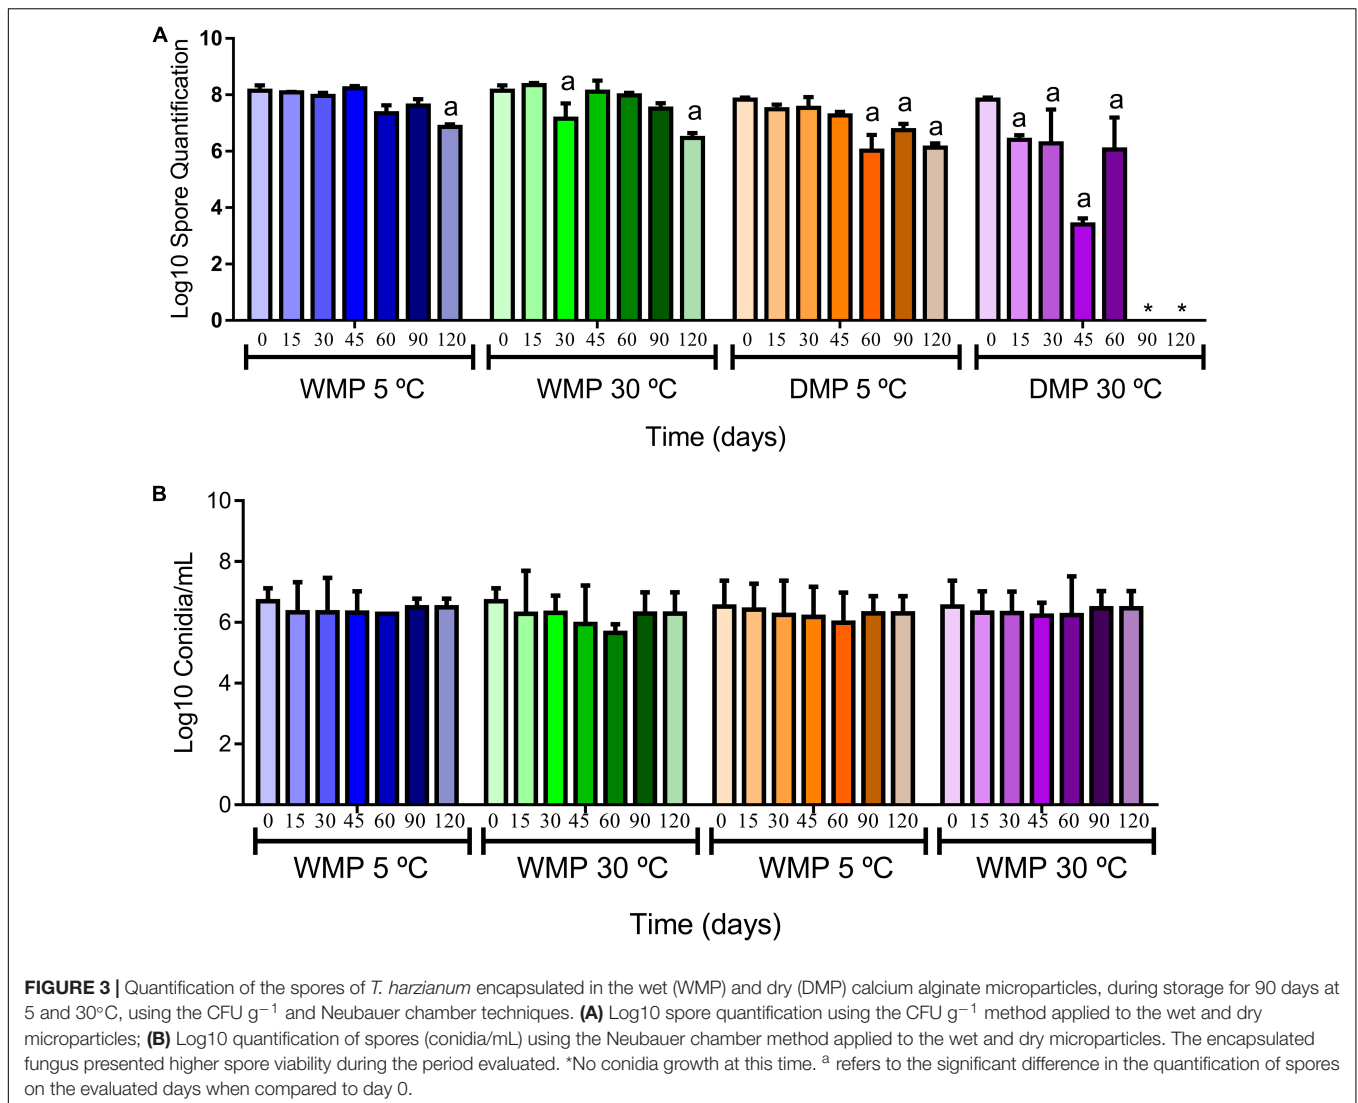 A
10
8
6
4
2
0
Log10 Spore Quantification
a
a
a
a
a
a
a
a
a
a
* *
0 15 30 45 60 90 120 0 15 30 45 60 90 120 0 15 30 45 60 90 120 0 15 30 45 60 90 120
WMP 5 ºC WMP 30 ºC DMP 5 ºC DMP 30 ºC
Time (days)
B
10
8
6
4
2
0
Log10 Conidia/mL
0 15 30 45 60 90 120 0 15 30 45 60 90 120 0 15 30 45 60 90 120 0 15 30 45 60 90 120
WMP 5 ºC WMP 30 ºC WMP 5 ºC WMP 30 ºC
Time (days)
FIGURE 3 | Quantification of the spores of T. harzianum encapsulated in the wet (WMP) and dry (DMP) calcium alginate microparticles, during storage for 90 days at
5 and 30°C, using the CFU g⁻¹ and Neubauer chamber techniques. (A) Log10 spore quantification using the CFU g⁻¹ method applied to the wet and dry
microparticles; (B) Log10 quantification of spores (conidia/mL) using the Neubauer chamber method applied to the wet and dry microparticles. The encapsulated
fungus presented higher spore viability during the period evaluated. *No conidia growth at this time. ᵃ refers to the significant difference in the quantification of spores
on the evaluated days when compared to day 0.